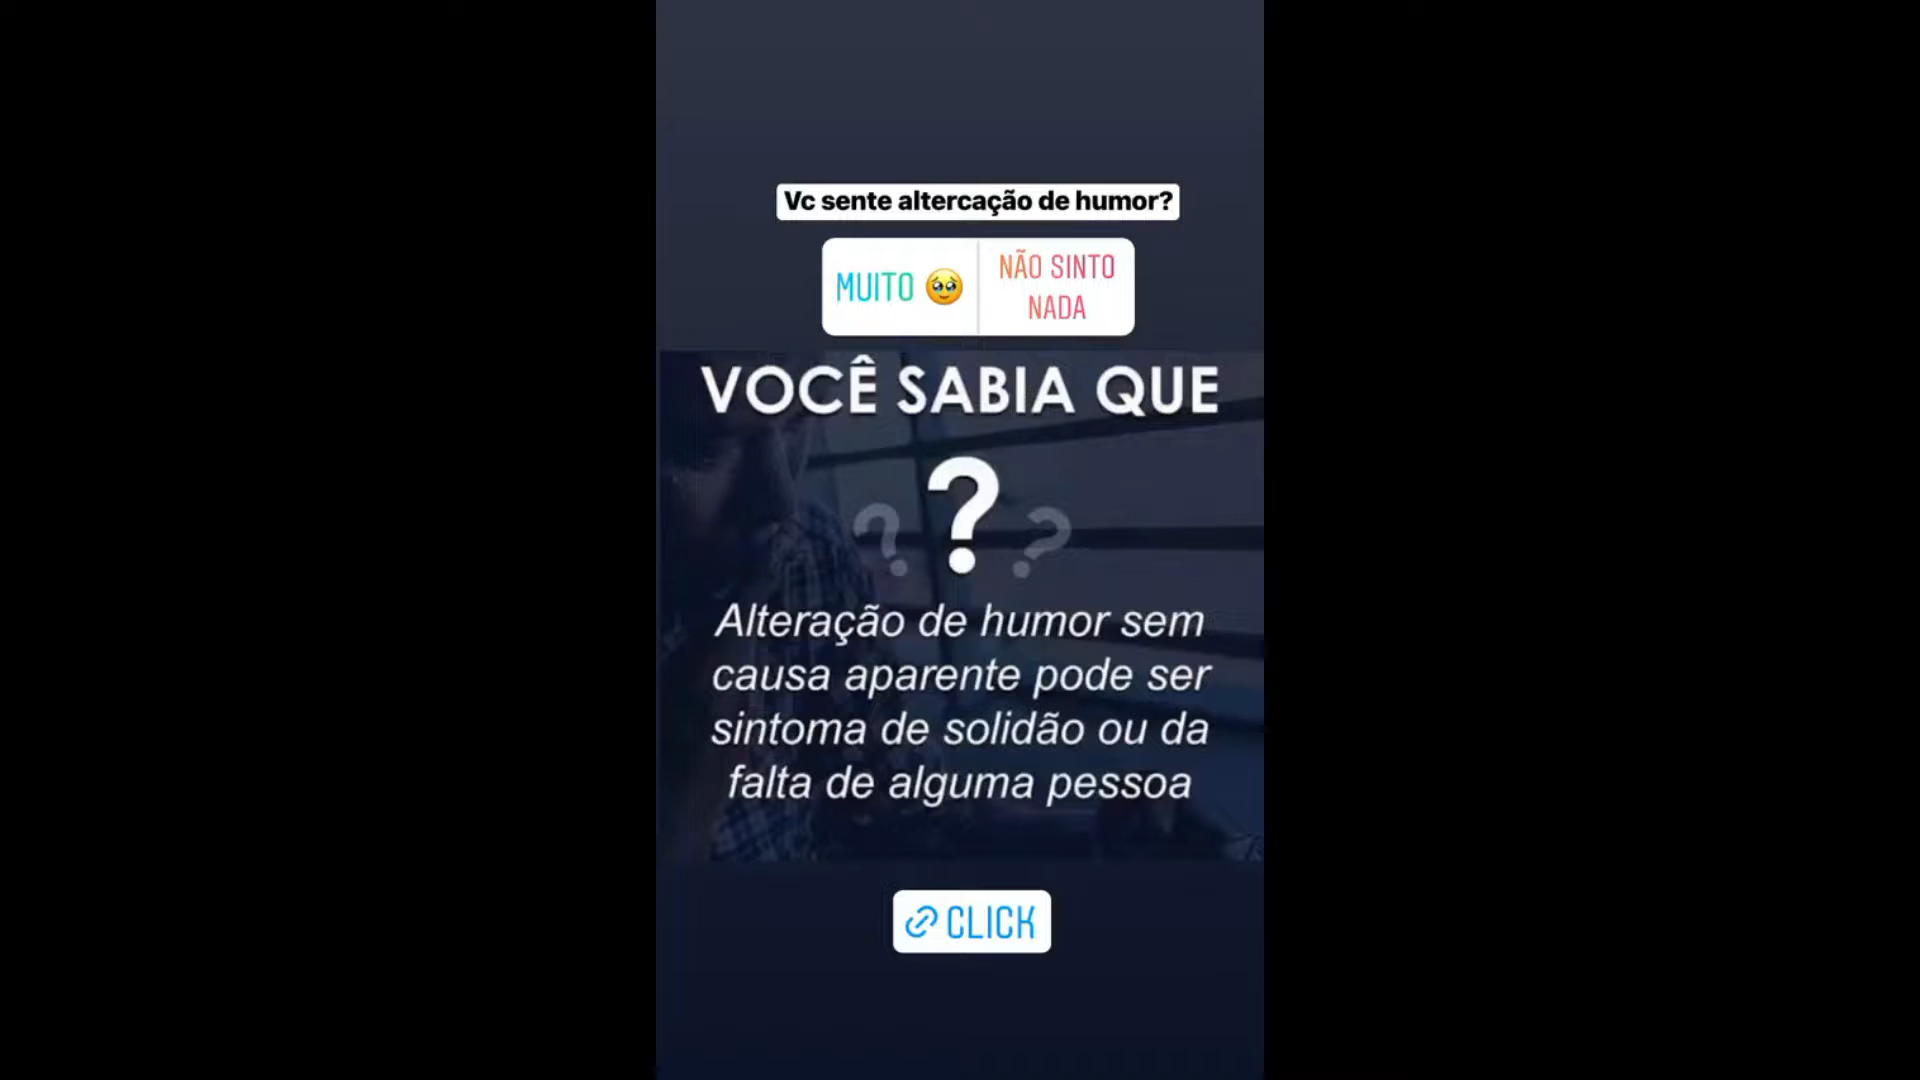 Vc sente altercação de humor?
MUITO 🥹
NÃO SINTO
NADA
VOCÊ SABIA QUE
? ? ?
Alteração de humor sem
causa aparente pode ser
sintoma de solidão ou da
falta de alguma pessoa
CLICK